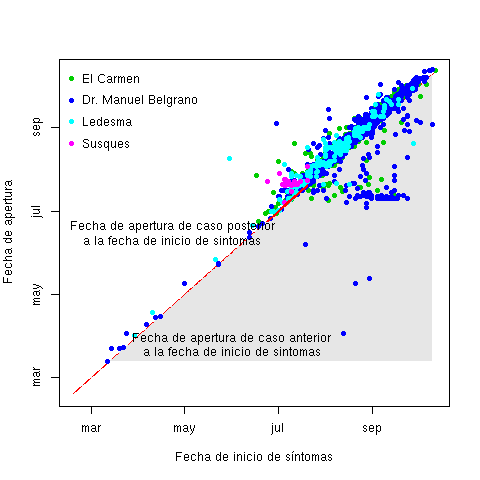 El Carmen
Dr. Manuel Belgrano
Ledesma
Susques
Fecha de apertura de caso posterior
a la fecha de inicio de sintomas
Fecha de apertura de caso anterior
a la fecha de inicio de sintomas
Fecha de apertura
mar
may
jul
sep
mar
may
jul
sep
Fecha de inicio de síntomas